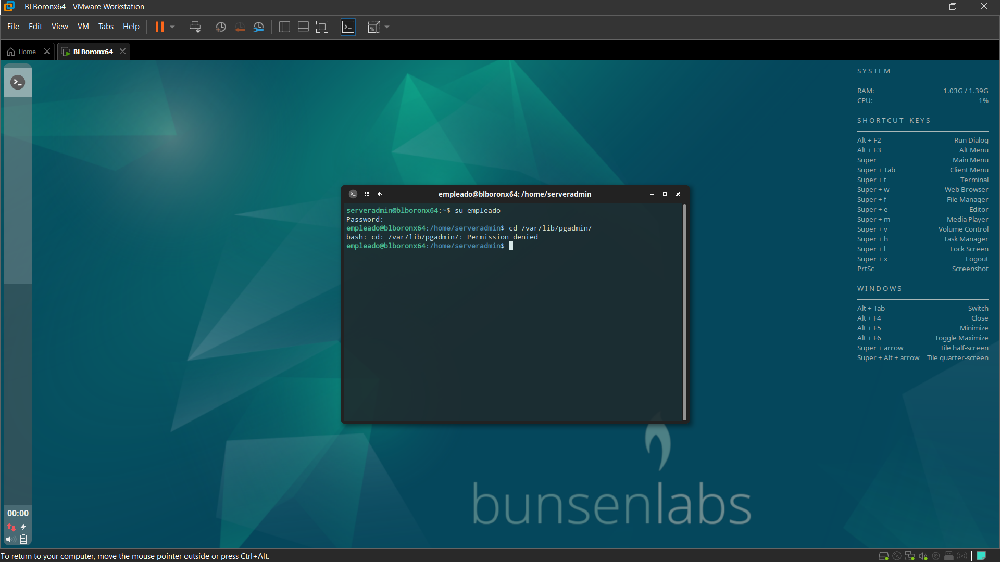 BLBoronx64 - VMware Workstation
File Edit View VM Tabs Help
Home BLBoronx64
SYSTEM
RAM: 1.03G / 1.39G
CPU: 1%
SHORTCUT KEYS
Alt + F2 Run Dialog
Alt + F3 Alt Menu
Super Main Menu
Super + Tab Client Menu
Super + t Terminal
Super + w Web Browser
Super + f File Manager
Super + e Editor
Super + m Media Player
Super + v Volume Control
Super + h Task Manager
Super + l Lock Screen
Super + x Logout
PrtSc Screenshot
WINDOWS
Alt + Tab Switch
Alt + F4 Close
Alt + F5 Minimize
Alt + F6 Toggle Maximize
Super + arrow Tile half-screen
Super + Alt + arrow Tile quarter-screen
empleado@blboronx64: /home/serveradmin
serveradmin@blboronx64:~$ su empleado
Password:
empleado@blboronx64:/home/serveradmin$ cd /var/lib/pgadmin/
bash: cd: /var/lib/pgadmin/: Permission denied
empleado@blboronx64:/home/serveradmin$
bunsenlabs
00:00
To return to your computer, move the mouse pointer outside or press Ctrl+Alt.